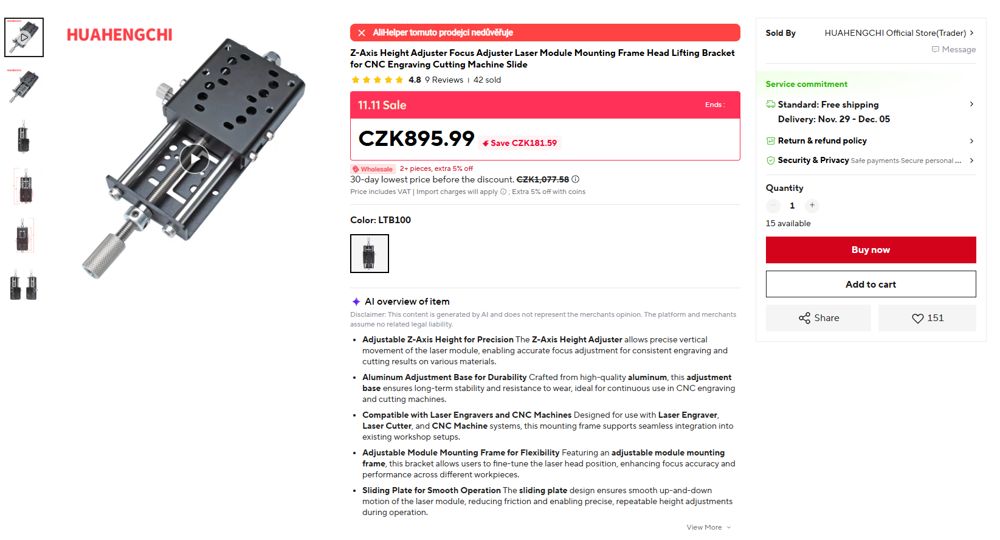 HUAHENGCHI
AliHelper tomuto prodejci nedůvěřuje
Z-Axis Height Adjuster Focus Adjuster Laser Module Mounting Frame Head Lifting Bracket
for CNC Engraving Cutting Machine Slide
4.8 9 Reviews | 42 sold
11.11 Sale
Ends :
CZK895.99 Save CZK181.59
Wholesale 2+ pieces, extra 5% off
30-day lowest price before the discount. CZK1,077.58
Price includes VAT | Import charges will apply ; Extra 5% off with coins
Color: LTB100
AI overview of item
Disclaimer: This content is generated by AI and does not represent the merchants opinion. The platform and merchants
assume no related legal liability.
• Adjustable Z-Axis Height for Precision The Z-Axis Height Adjuster allows precise vertical
movement of the laser module, enabling accurate focus adjustment for consistent engraving and
cutting results on various materials.
• Aluminum Adjustment Base for Durability Crafted from high-quality aluminum, this adjustment
base ensures long-term stability and resistance to wear, ideal for continuous use in CNC engraving
and cutting machines.
• Compatible with Laser Engravers and CNC Machines Designed for use with Laser Engraver,
Laser Cutter, and CNC Machine systems, this mounting frame supports seamless integration into
existing workshop setups.
• Adjustable Module Mounting Frame for Flexibility Featuring an adjustable module mounting
frame, this bracket allows users to fine-tune the laser head position, enhancing focus accuracy and
performance across different workpieces.
• Sliding Plate for Smooth Operation The sliding plate design ensures smooth up-and-down
motion of the laser module, reducing friction and enabling precise, repeatable height adjustments
during operation.
View More
Sold By HUAHENGCHI Official Store(Trader)
Message
Service commitment
Standard: Free shipping
Delivery: Nov. 29 - Dec. 05
Return & refund policy
Security & Privacy Safe payments Secure personal ...
Quantity
1
15 available
Buy now
Add to cart
Share
151